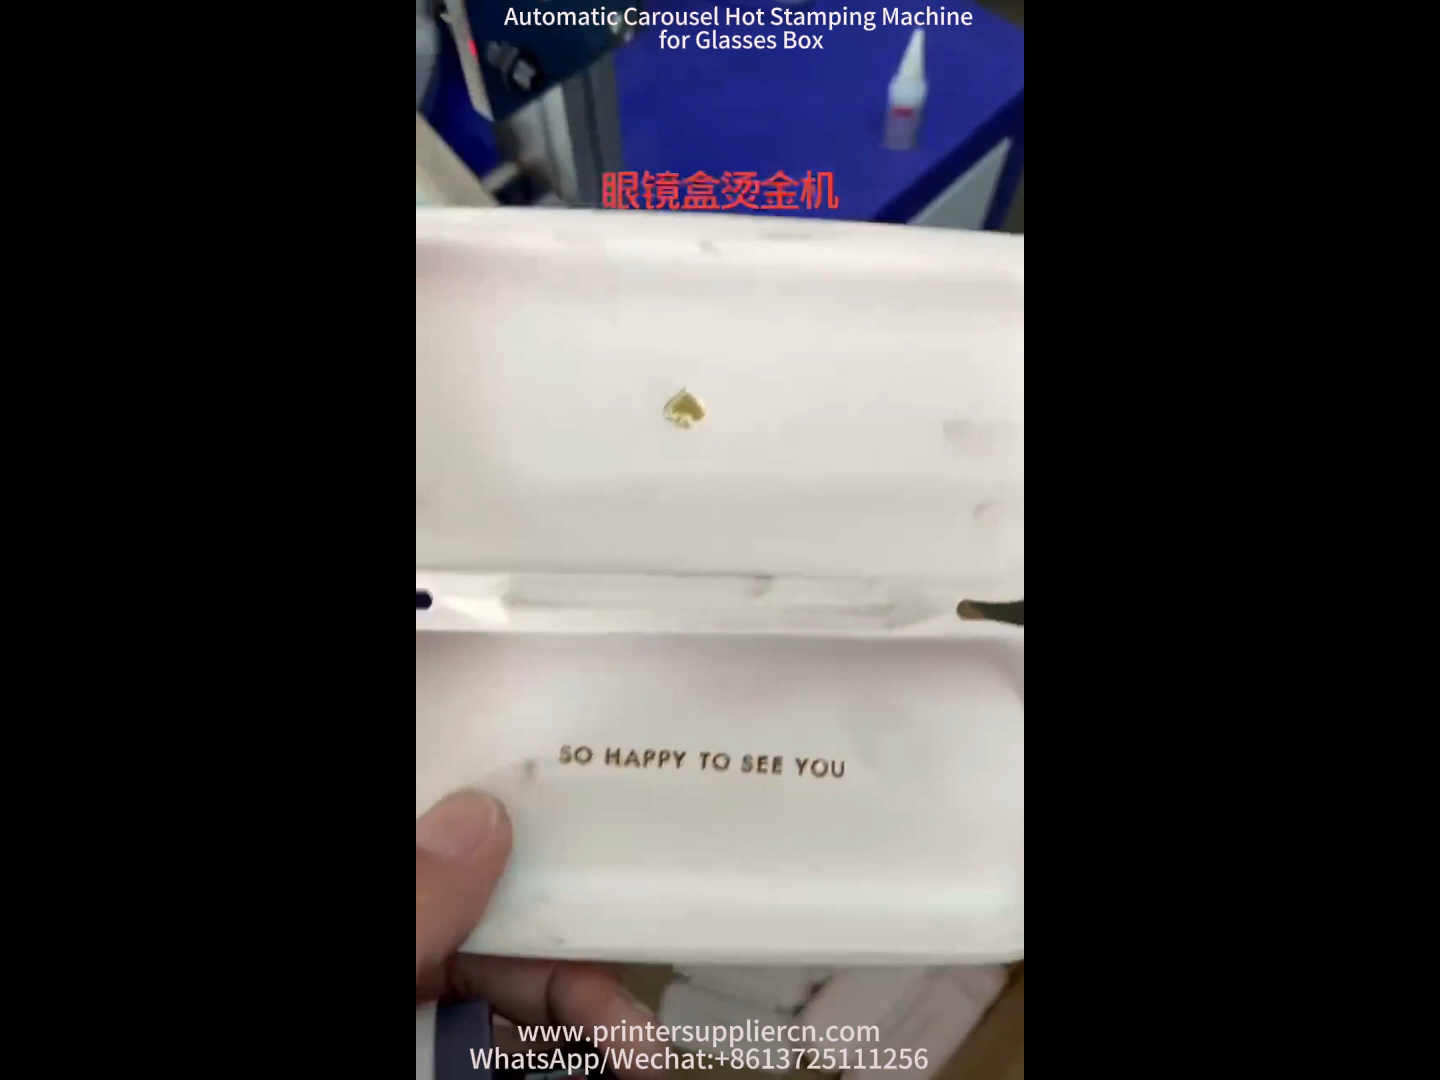 Automatic Carousel Hot Stamping Machine
for Glasses Box
眼镜盒烫金机
SO HAPPY TO SEE YOU
www.printersuppliercn.com
WhatsApp/Wechat:+8613725111256